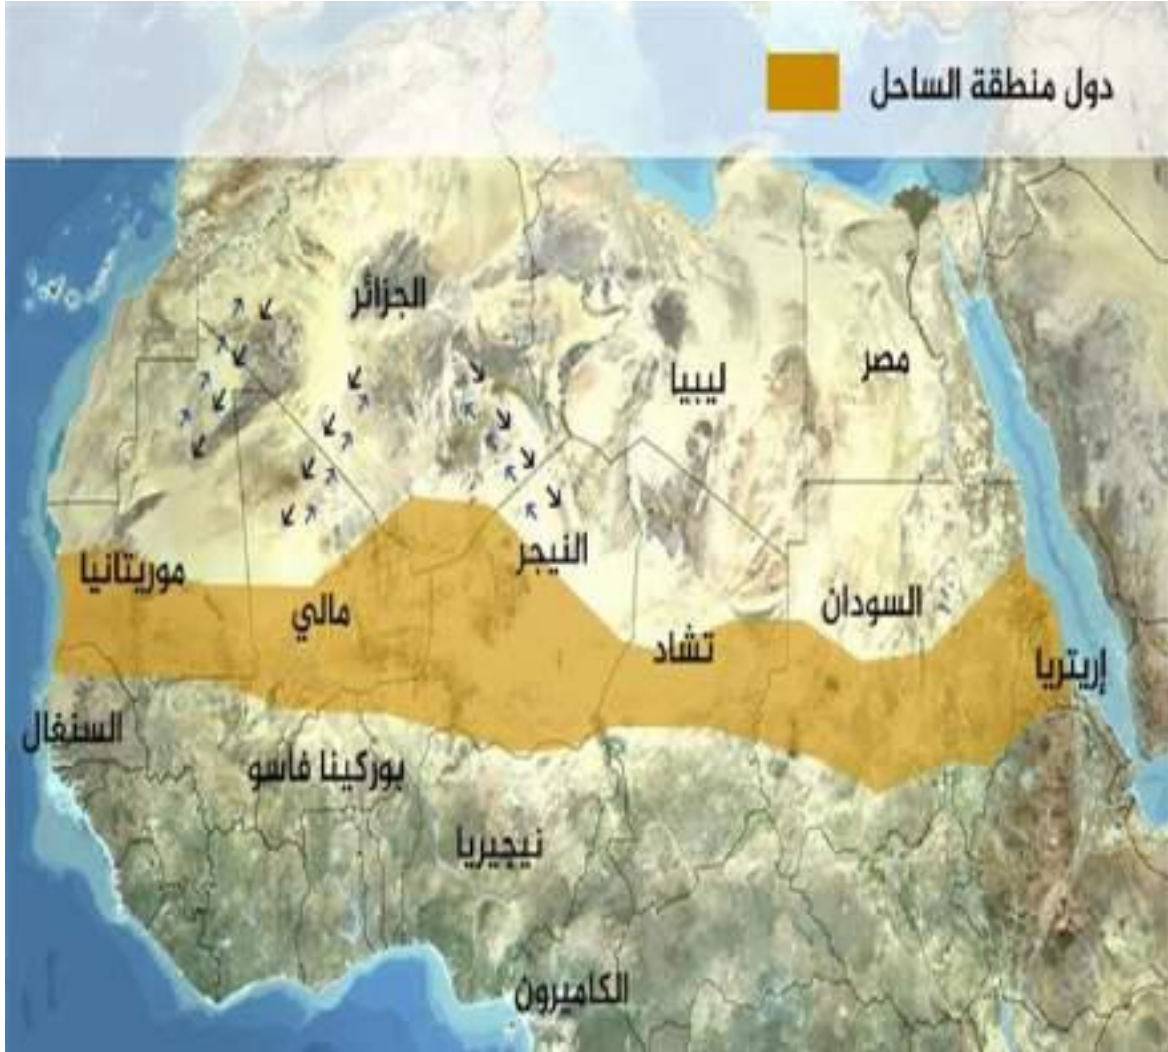 دول منطقة الساحل
الجزائر
مصر
ليبيا
النيجر
موريتانيا
السودان
مالي
تشاد
إريتريا
السنغال
بوركينا فاسو
نيجيريا
الكاميرون